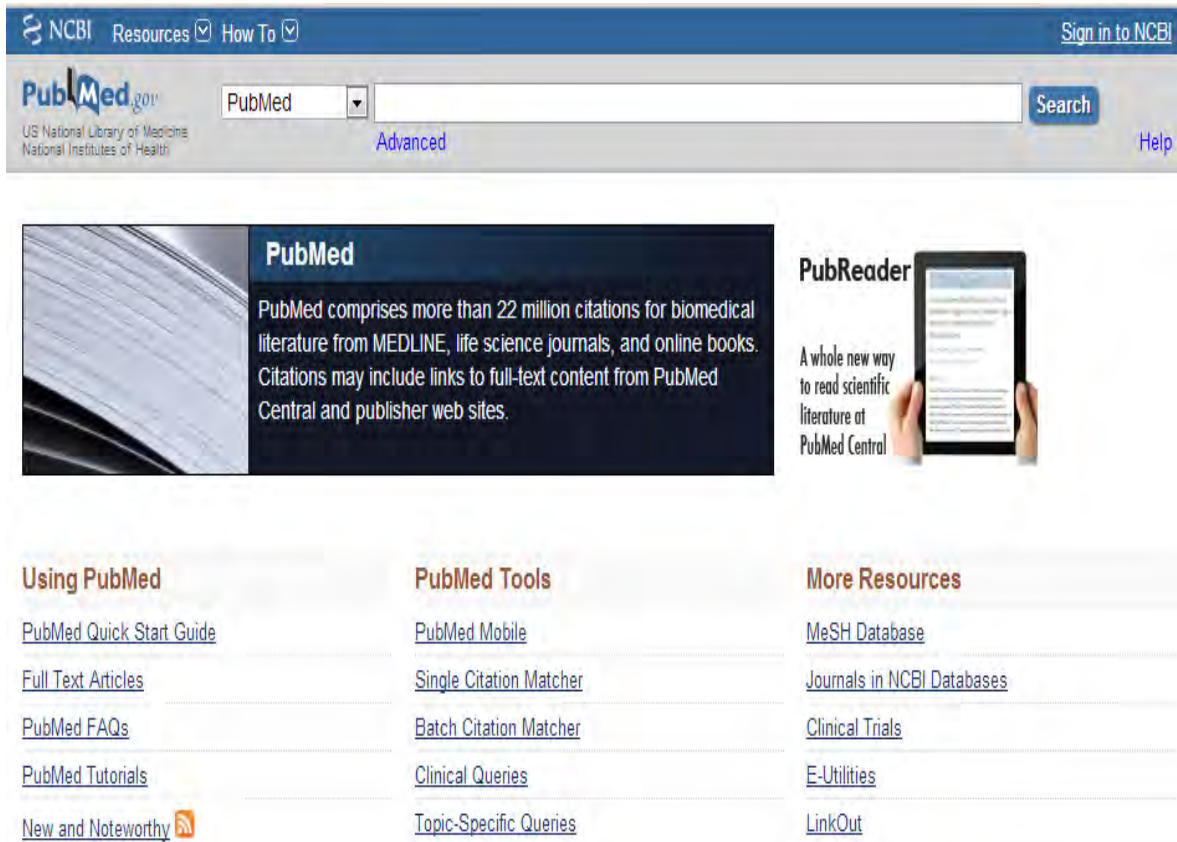 NCBI Resources How To Sign in to NCBI
PubMed.gov
US National Library of Medicine
National Institutes of Health
PubMed
Search
Advanced
Help
PubMed
PubMed comprises more than 22 million citations for biomedical
literature from MEDLINE, life science journals, and online books.
Citations may include links to full-text content from PubMed
Central and publisher web sites.
PubReader
A whole new way
to read scientific
literature at
PubMed Central
Using PubMed
PubMed Quick Start Guide
Full Text Articles
PubMed FAQs
PubMed Tutorials
New and Noteworthy
PubMed Tools
PubMed Mobile
Single Citation Matcher
Batch Citation Matcher
Clinical Queries
Topic-Specific Queries
More Resources
MeSH Database
Journals in NCBI Databases
Clinical Trials
E-Utilities
LinkOut